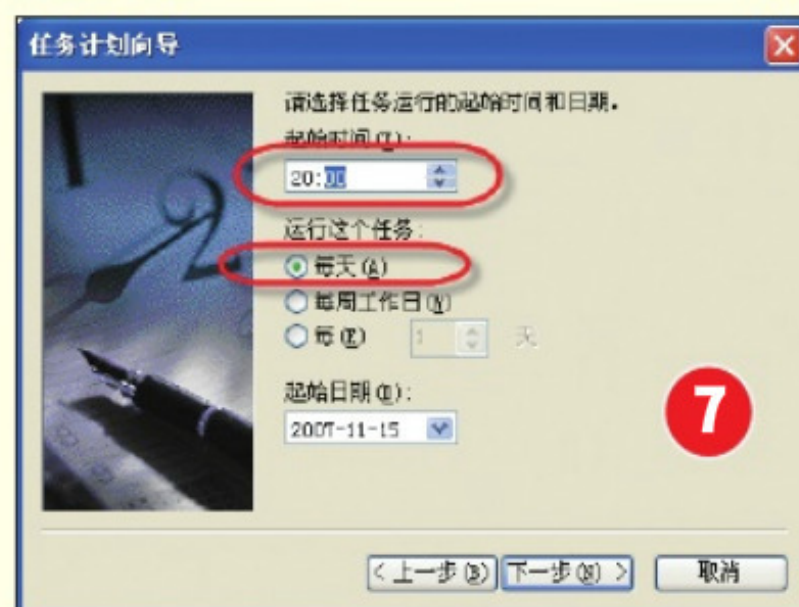 任务计划向导
请选择任务运行的起始时间和日期。
起始时间(T):
20:00
运行这个任务:
每天(A)
每周工作日(W)
每(E) 1 天
起始日期(D):
2007-11-15
7
<上一步(B) 下一步(N)> 取消